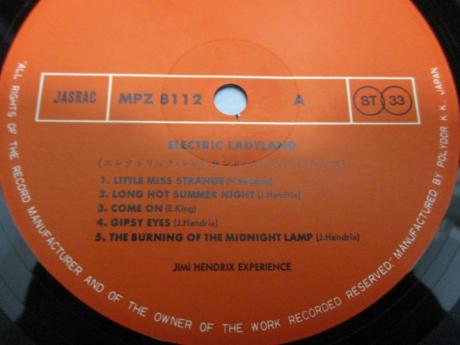 JASRAC MPZ 8112 A ST 33
ELECTRIC LADYLAND
1. LITTLE MISS STRANGE (N.Redding)
2. LONG HOT SUMMER NIGHT (J.Hendrix)
3. COME ON (E.King)
4. GIPSY EYES (J.Hendrix)
5. THE BURNING OF THE MIDNIGHT LAMP (J.Hendrix)
JIMI HENDRIX EXPERIENCE
"ALL RIGHTS OF THE RECORD MANUFACTURER AND OF THE OWNER OF THE WORK RECORDED RESERVED." MANUFACTURED BY POLYDOR K.K. JAPAN